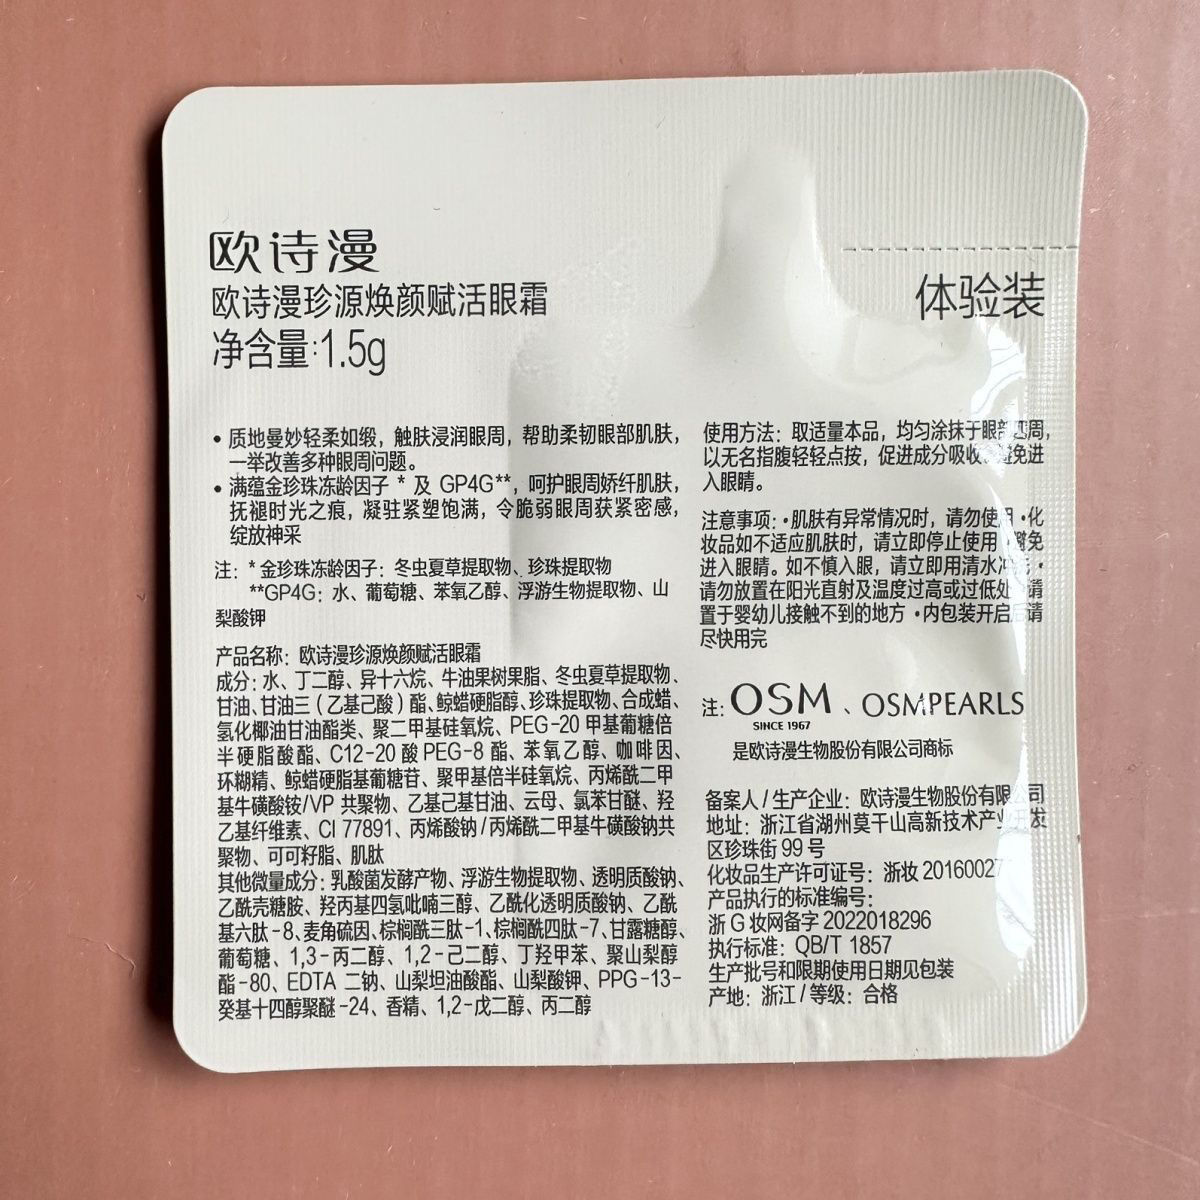 欧诗漫
欧诗漫珍源焕颜赋活眼霜
净含量:1.5g
体验装
• 质地曼妙轻柔如缎，触肤浸润眼周，帮助柔韧眼部肌肤，
一举改善多种眼周问题。
• 满蕴金珍珠冻龄因子 * 及 GP4G**，呵护眼周娇纤肌肤，
抚褪时光之痕，凝驻紧塑饱满，令脆弱眼周获紧密感，
绽放神采
注：* 金珍珠冻龄因子：冬虫夏草提取物、珍珠提取物
**GP4G：水、葡萄糖、苯氧乙醇、浮游生物提取物、山
梨酸钾
产品名称：欧诗漫珍源焕颜赋活眼霜
成分：水、丁二醇、异十六烷、牛油果树果脂、冬虫夏草提取物、
甘油、甘油三（乙基己酸）酯、鲸蜡硬脂醇、珍珠提取物、合成蜡、
氢化椰油甘油酯类、聚二甲基硅氧烷、PEG-20 甲基葡糖倍
半硬脂酸酯、C12-20 酸 PEG-8 酯、苯氧乙醇、咖啡因、
环糊精、鲸蜡硬脂基葡糖苷、聚甲基倍半硅氧烷、丙烯酰二甲
基牛磺酸铵/VP 共聚物、乙基己基甘油、云母、氯苯甘醚、羟
乙基纤维素、CI 77891、丙烯酸钠/丙烯酰二甲基牛磺酸钠共
聚物、可可籽脂、肌肽
其他微量成分：乳酸菌发酵产物、浮游生物提取物、透明质酸钠、
乙酰壳糖胺、羟丙基四氢吡喃三醇、乙酰化透明质酸钠、乙酰
基六肽-8、麦角硫因、棕榈酰三肽-1、棕榈酰四肽-7、甘露糖醇、
葡萄糖、1,3-丙二醇、1,2-己二醇、丁羟甲苯、聚山梨醇
酯-80、EDTA 二钠、山梨坦油酸酯、山梨酸钾、PPG-13-
癸基十四醇聚醚-24、香精、1,2-戊二醇、丙二醇
使用方法：取适量本品，均匀涂抹于眼部四周，
以无名指腹轻轻点按，促进成分吸收，避免进
入眼睛。
注意事项：•肌肤有异常情况时，请勿使用 •化
妆品如不适应肌肤时，请立即停止使用 避免
进入眼睛。如不慎入眼，请立即用清水冲 •
请勿放置在阳光直射及温度过高或过低处 请
置于婴幼儿接触不到的地方 •内包装开启后请
尽快用完
注：OSM、OSMPEARLS
SINCE 1967
是欧诗漫生物股份有限公司商标
备案人/生产企业：欧诗漫生物股份有限公司
地址：浙江省湖州莫干山高新技术产业开发
区珍珠街 99 号
化妆品生产许可证号：浙妆 2016002
产品执行的标准编号：
浙 G 妆网备字 2022018296
执行标准：QB/T 1857
生产批号和限期使用日期见包装
产地：浙江/等级：合格